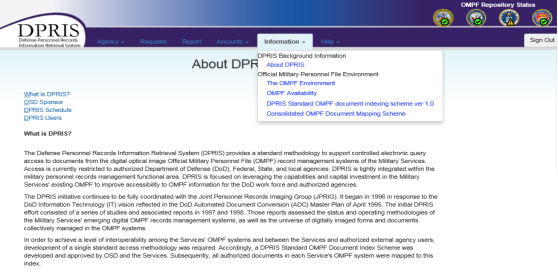 OMPF Repository Status
DPRIS
Defense Personnel Records
Information Retrieval System
Agency
Requests
Report
Accounts
Information
Help
Sign Out
DPRIS Background Information
About DPRIS
Official Military Personnel File Environment
The OMPF Environment
OMPF Availability
DPRIS Standard OMPF document indexing scheme ver 1.0
Consolidated OMPF Document Mapping Scheme
About DPR
What is DPRIS?
OSD Sponsor
DPRIS Schedule
DPRIS Users
What is DPRIS?
The Defense Personnel Records Information Retrieval System (DPRIS) provides a standard methodology to support controlled electronic query
access to documents from the digital optical image Official Military Personnel File (OMPF) record management systems of the Military Services.
Access is currently restricted to authorized Department of Defense (DoD), Federal, State, and local agencies. DPRIS is tightly integrated within the
military personnel records management functional area. DPRIS is focused on leveraging the capabilities and capital investment in the Military
Services' existing OMPF to improve accessibility to OMPF information for the DoD work force and authorized agencies.
The DPRIS initiative continues to be fully coordinated with the Joint Personnel Records Imaging Group (JPRIG). It began in 1996 in response to the
DoD Information Technology (IT) vision reflected in the DoD Automated Document Conversion (ADC) Master Plan of April 1995. The initial DPRIS
effort consisted of a series of studies and associated reports in 1997 and 1998. Those reports assessed the status and operating methodologies of
the Military Services' emerging digital OMPF records management systems, as well as the universe of digitally imaged forms and documents
collectively managed in the OMPF systems.
In order to achieve a level of interoperability among the Services' OMPF systems and between the Services and authorized external agency users,
development of a single standard access methodology was required. Accordingly, a DPRIS Standard OMPF Document Index Scheme was
developed and approved by OSD and the Services. Subsequently, all authorized documents in each Service's OMPF system were mapped to this
index.